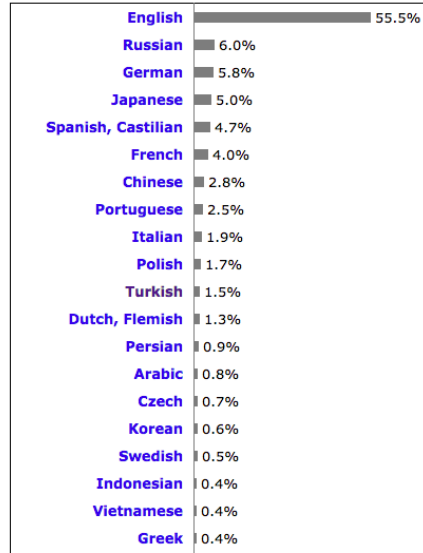 English 55.5%
Russian 6.0%
German 5.8%
Japanese 5.0%
Spanish, Castilian 4.7%
French 4.0%
Chinese 2.8%
Portuguese 2.5%
Italian 1.9%
Polish 1.7%
Turkish 1.5%
Dutch, Flemish 1.3%
Persian 0.9%
Arabic 0.8%
Czech 0.7%
Korean 0.6%
Swedish 0.5%
Indonesian 0.4%
Vietnamese 0.4%
Greek 0.4%